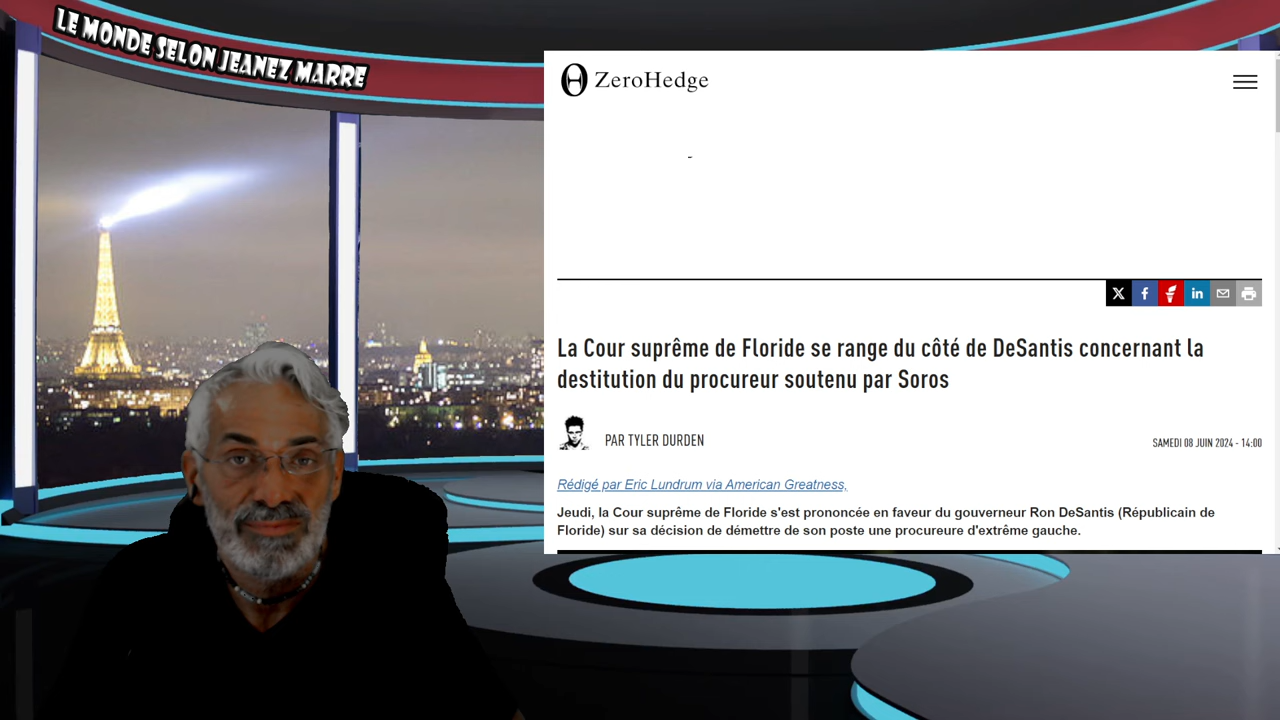 LE MONDE SELON JEANEZ MARRE
ZeroHedge
La Cour suprême de Floride se range du côté de DeSantis concernant la
destitution du procureur soutenu par Soros
PAR TYLER DURDEN
SAMEDI 08 JUIN 2024 - 14:00
Rédigé par Eric Lundrum via American Greatness,
Jeudi, la Cour suprême de Floride s'est prononcée en faveur du gouverneur Ron DeSantis (Républicain de
Floride) sur sa décision de démettre de son poste une procureure d'extrême gauche.